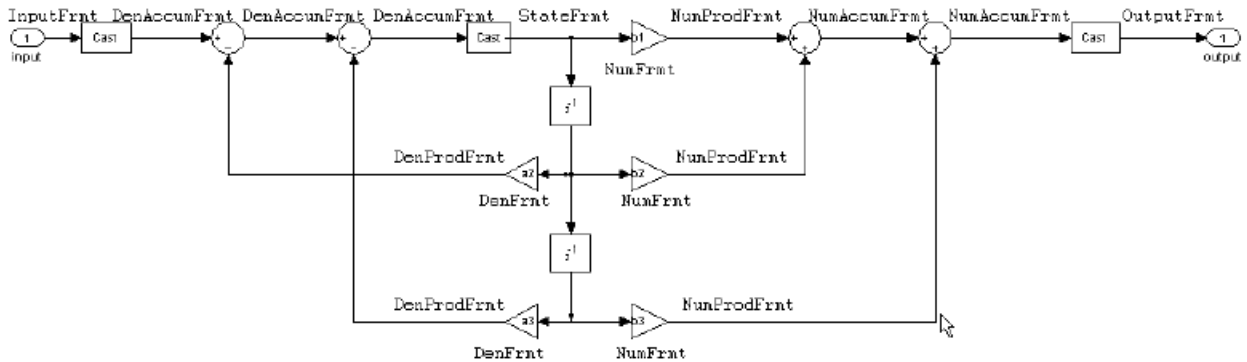 InputFrmt DenAccumFrmt DenAccumFrmt DenAccumFrmt StateFrmt NumProdFrmt NumAccumFrmt NumAccumFrmt OutputFrmt
1 Cast + - + - Cast b1 + + + + Cast 1
input NumFrmt output
z-1
DenProdFrmt NumProdFrmt
a2 b2
DenFrmt NumFrmt
z-1
DenProdFrmt NumProdFrmt
a3 b3
DenFrmt NumFrmt